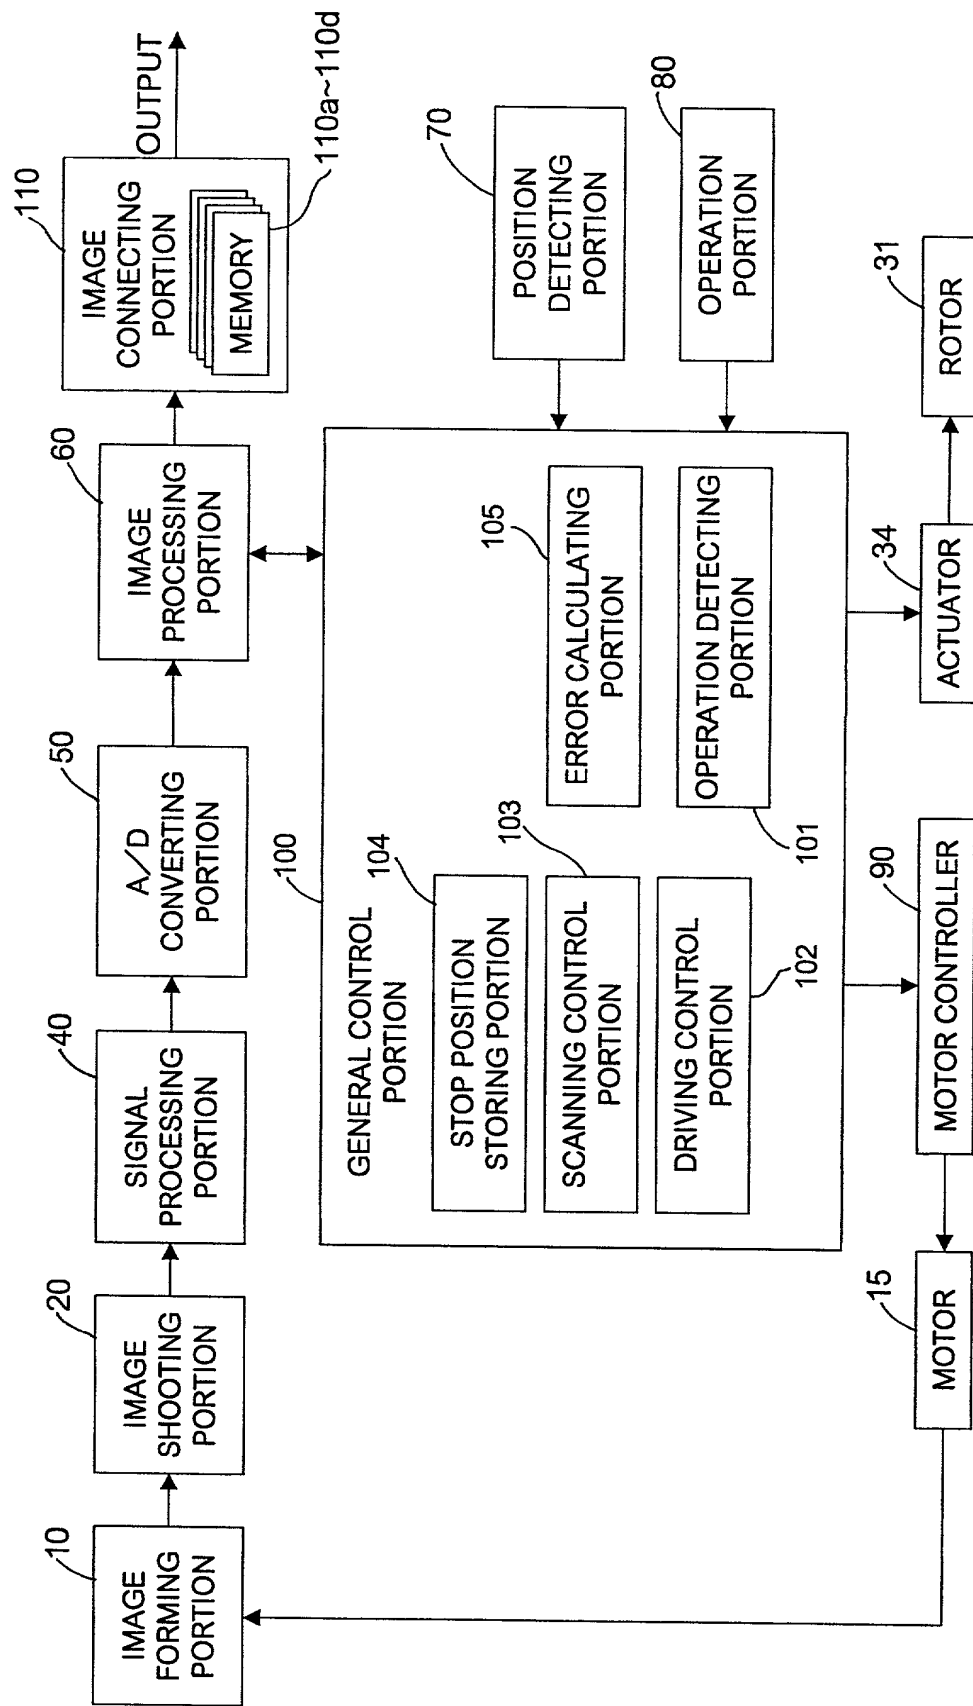 10
IMAGE
FORMING
PORTION
20
IMAGE
SHOOTING
PORTION
40
SIGNAL
PROCESSING
PORTION
50
A/D
CONVERTING
PORTION
60
IMAGE
PROCESSING
PORTION
110
IMAGE
CONNECTING
PORTION
MEMORY
110a~110d
OUTPUT
100
GENERAL CONTROL
PORTION
104
STOP POSITION
STORING PORTION
103
SCANNING CONTROL
PORTION
DRIVING CONTROL
PORTION
102
105
ERROR CALCULATING
PORTION
OPERATION DETECTING
PORTION
101
70
POSITION
DETECTING
PORTION
80
OPERATION
PORTION
15
MOTOR
90
MOTOR CONTROLLER
34
ACTUATOR
31
ROTOR